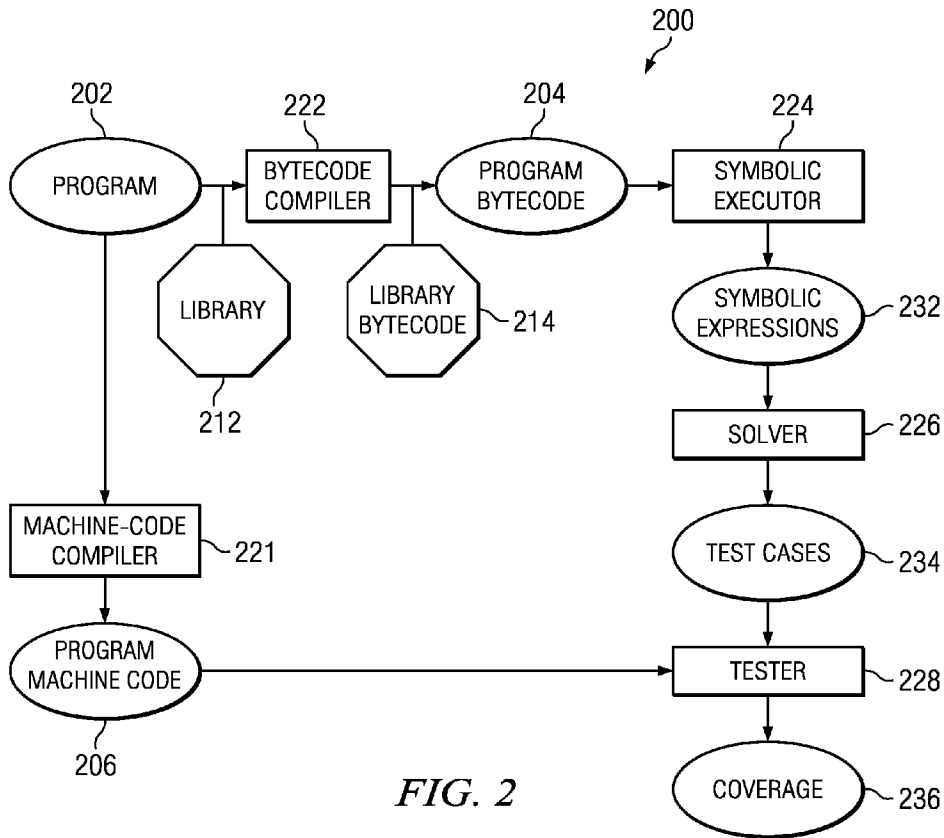 200
202
222
204
224
PROGRAM
BYTECODE
COMPILER
PROGRAM
BYTECODE
SYMBOLIC
EXECUTOR
LIBRARY
LIBRARY
BYTECODE
214
212
SYMBOLIC
EXPRESSIONS
232
SOLVER
226
MACHINE-CODE
COMPILER
221
TEST CASES
234
PROGRAM
MACHINE CODE
206
TESTER
228
COVERAGE
236
FIG. 2